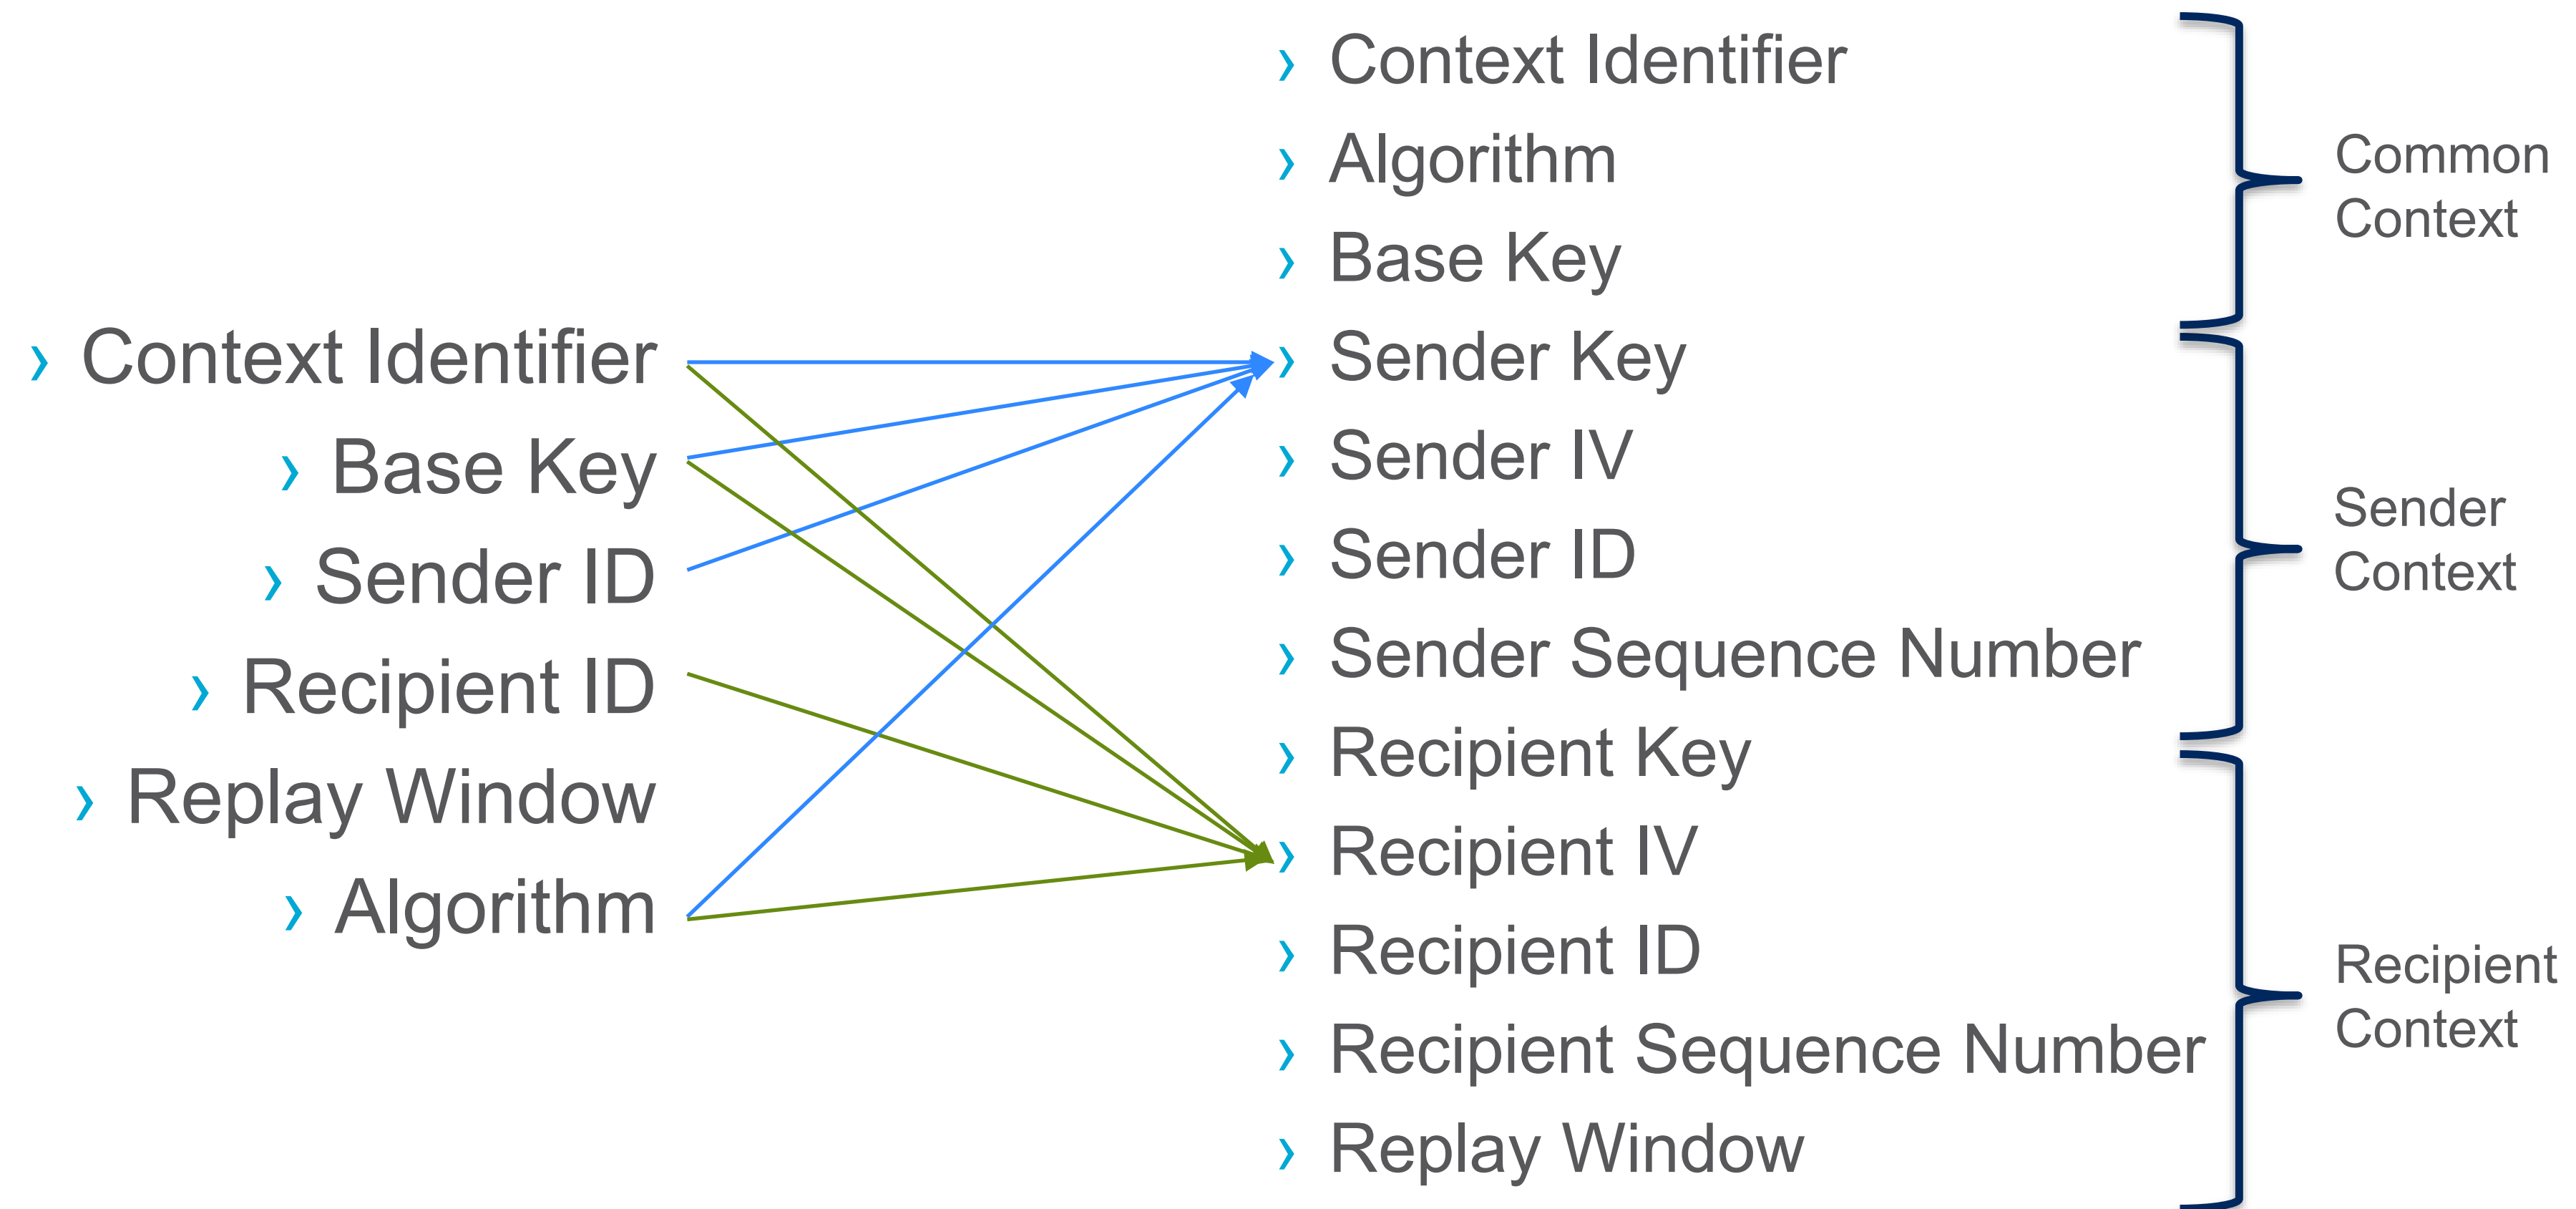 › Context Identifier
› Base Key
› Sender ID
› Recipient ID
› Replay Window
› Algorithm
› Context Identifier
› Algorithm
› Base Key
› Sender Key
› Sender IV
› Sender ID
› Sender Sequence Number
› Recipient Key
› Recipient IV
› Recipient ID
› Recipient Sequence Number
› Replay Window
Common
Context
Sender
Context
Recipient
Context